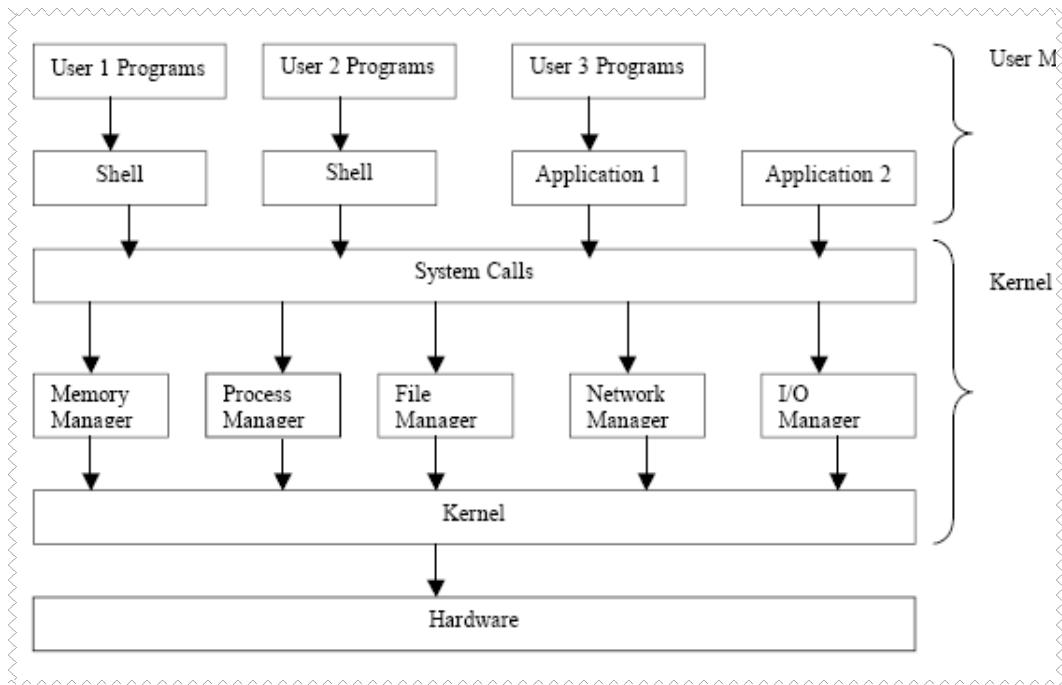 User 1 Programs
User 2 Programs
User 3 Programs
User M
Shell
Shell
Application 1
Application 2
System Calls
Kernel
Memory
Manager
Process
Manager
File
Manager
Network
Manager
I/O
Manager
Kernel
Hardware